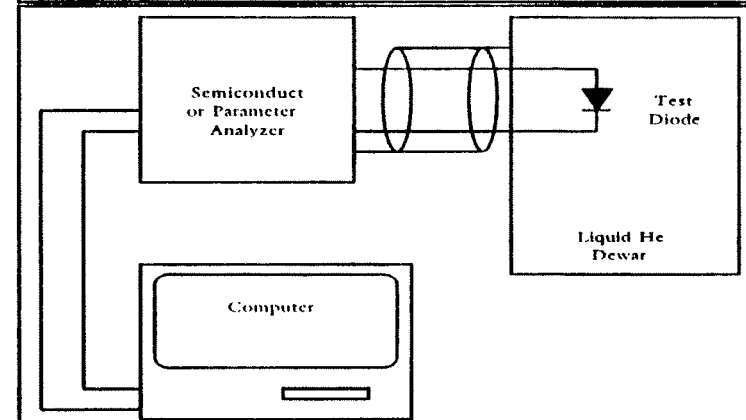 Semiconduct
or Parameter
Analyzer
Test
Diode
Liquid He
Dewar
Computer